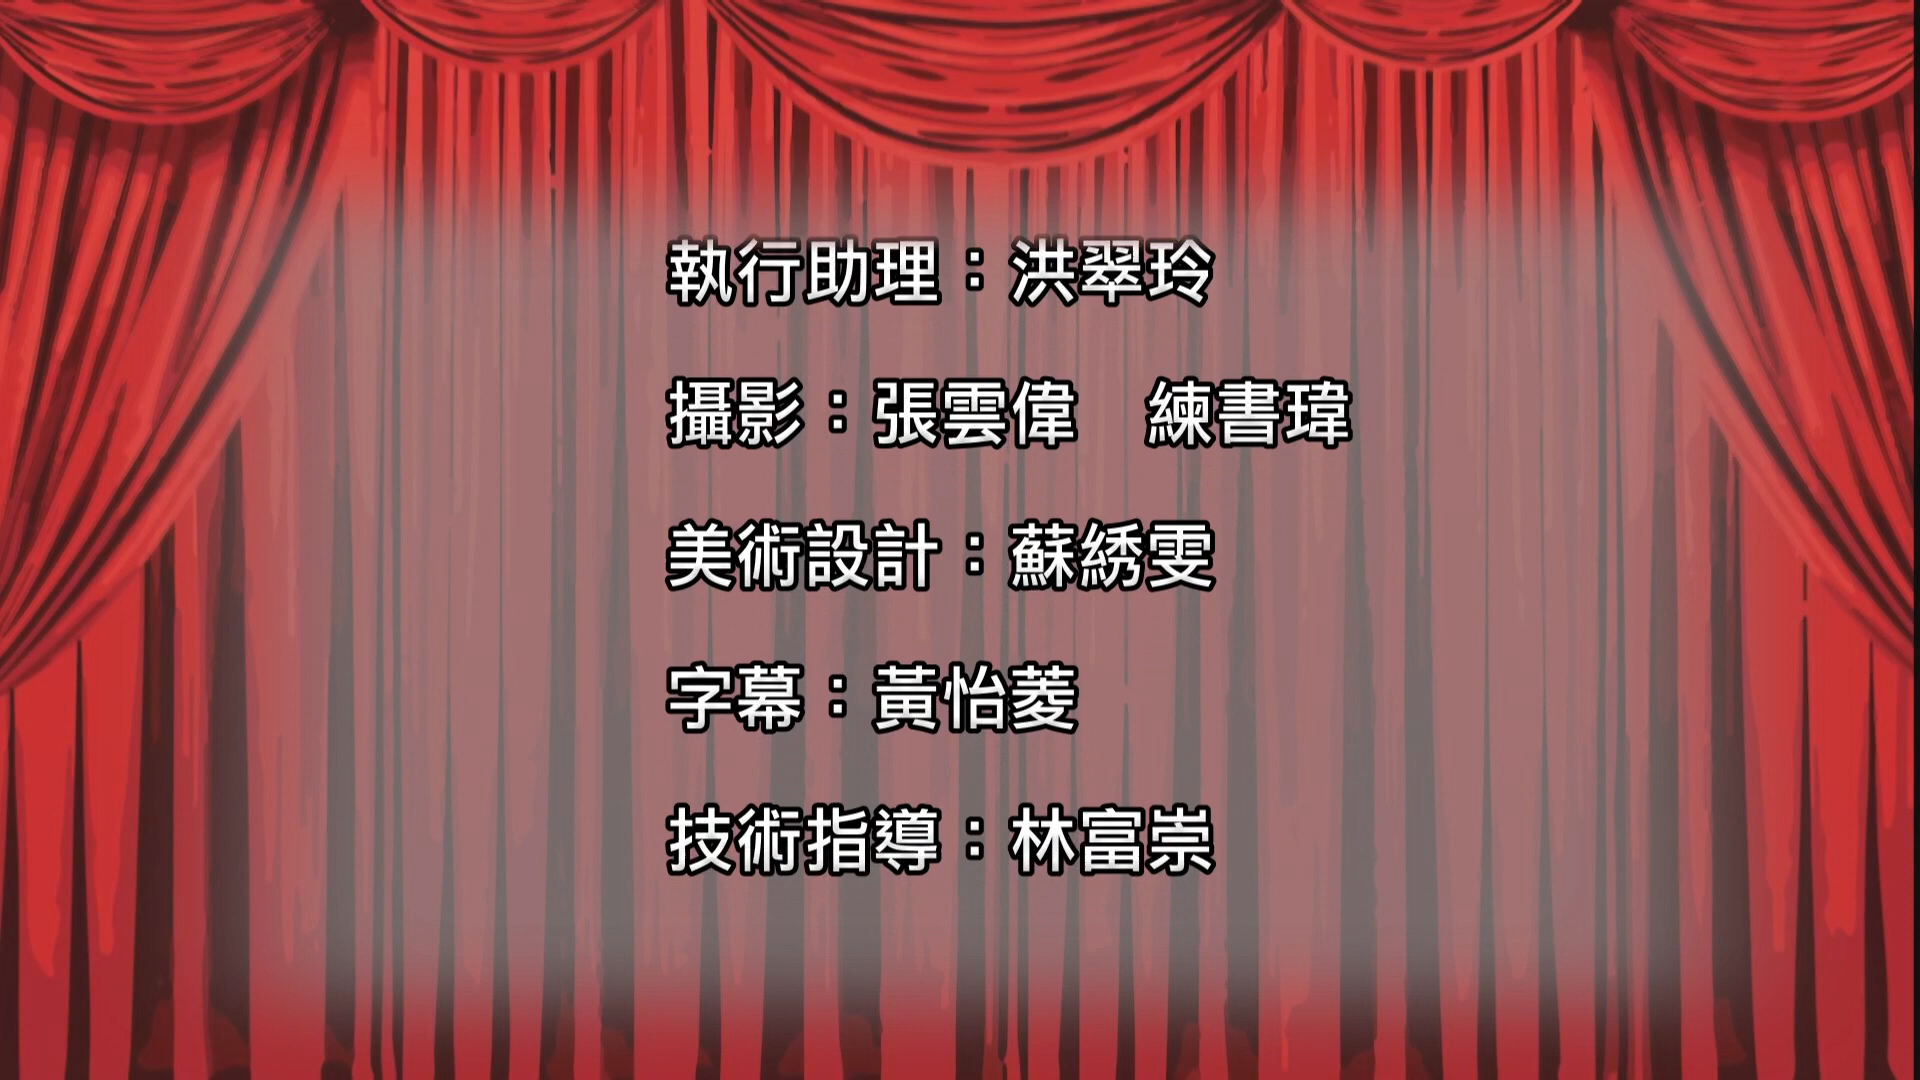 執行助理：洪翠玲
攝影：張雲偉　練書瑋
美術設計：蘇綉雯
字幕：黃怡菱
技術指導：林富崇